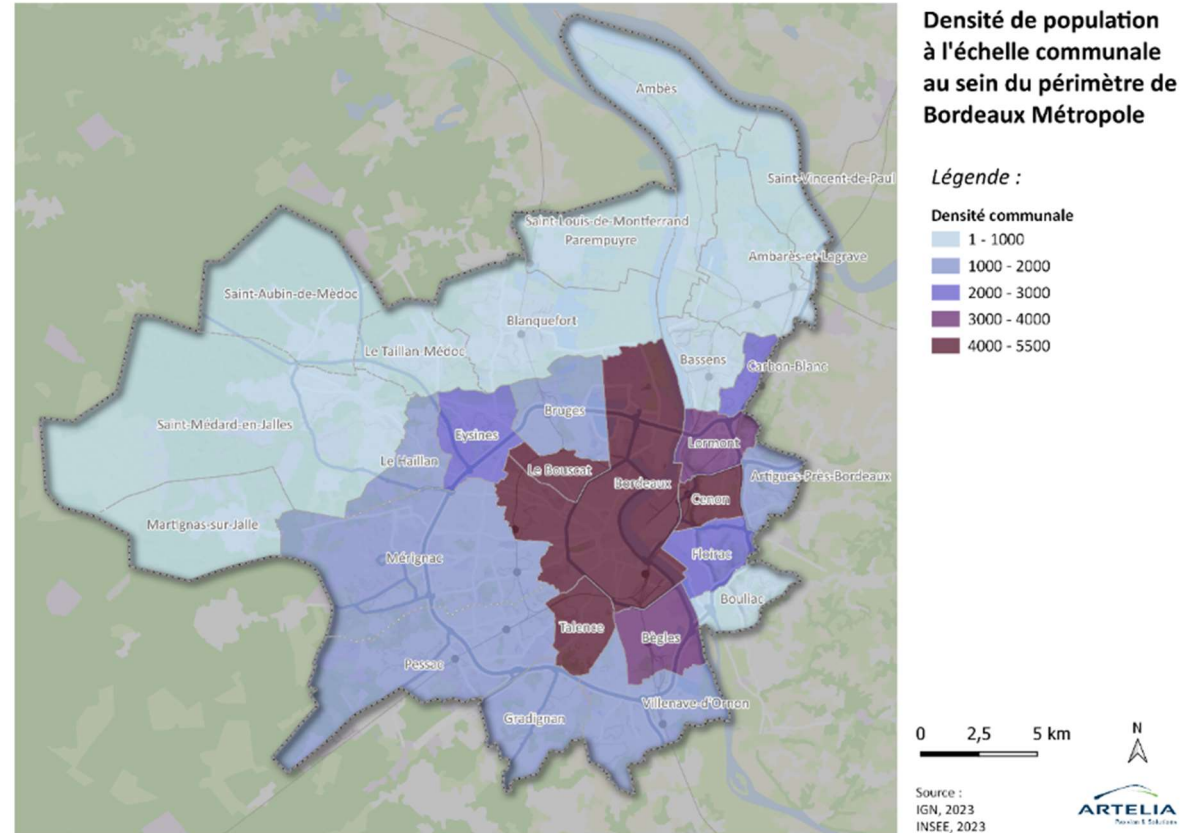 Densité de population
à l'échelle communale
au sein du périmètre de
Bordeaux Métropole
Légende :
Densité communale
1 - 1000
1000 - 2000
2000 - 3000
3000 - 4000
4000 - 5500
Ambès
Saint-Vincent-de-Paul
Saint-Louis-de-Montferrand
Parempuyre
Ambarès-et-Lagrave
Saint-Aubin-de-Médoc
Blanquefort
Le Taillan-Médoc
Bassens
Carbon-Blanc
Bruges
Saint-Médard-en-Jalles
Eysines
Lormont
Le Haillan
Le Bouscat
Artigues-Près-Bordeaux
Bordeaux
Cenon
Martignas-sur-Jalle
Mérignac
Floirac
Bouliac
Talence
Bègles
Pessac
Villenave-d'Ornon
Gradignan
0 2,5 5 km
N
Source :
IGN, 2023
INSEE, 2023
ARTELIA
Passion & Solutions